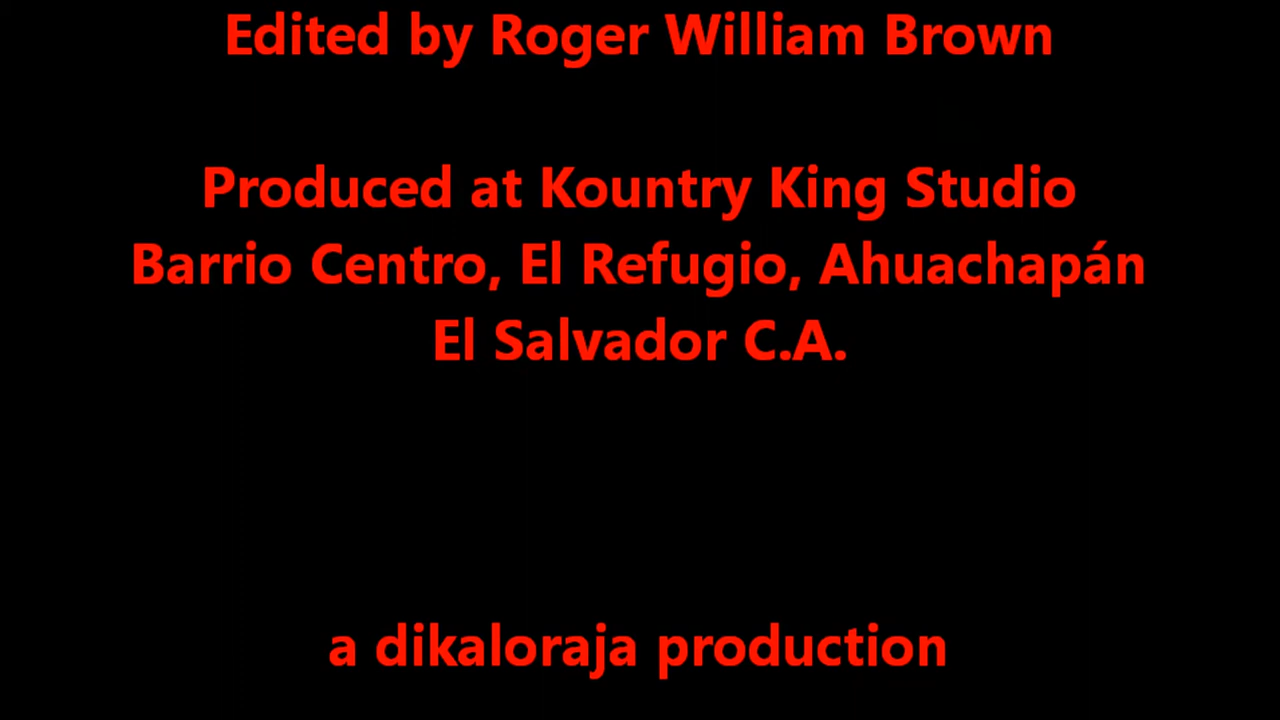 Edited by Roger William Brown
Produced at Kountry King Studio
Barrio Centro, El Refugio, Ahuachapán
El Salvador C.A.
a dikaloraja production